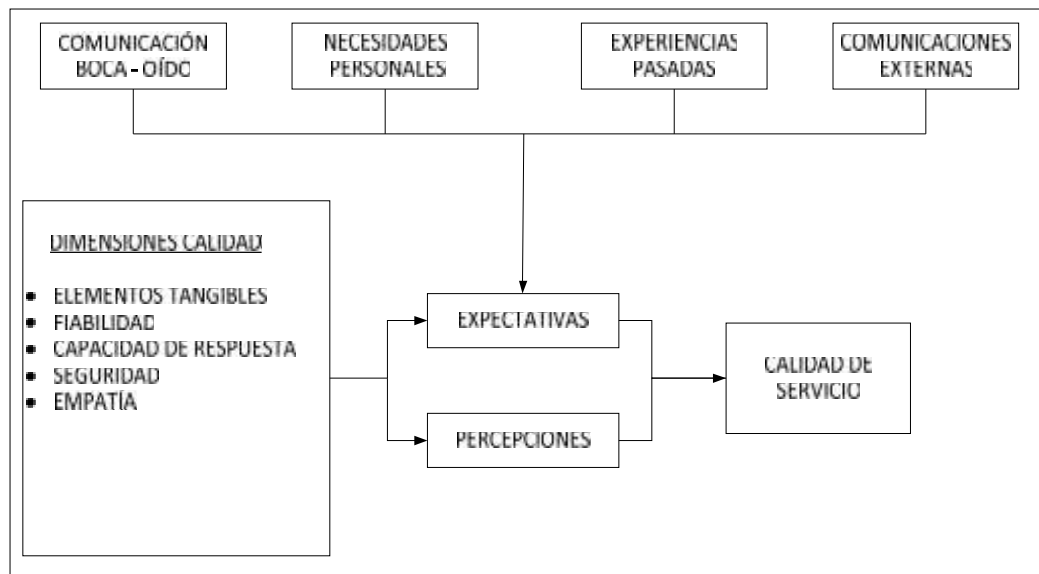 COMUNICACIÓN
BOCA - OÍDO
NECESIDADES
PERSONALES
EXPERIENCIAS
PASADAS
COMUNICACIONES
EXTERNAS
DIMENSIONES CALIDAD
• ELEMENTOS TANGIBLES
• FIABILIDAD
• CAPACIDAD DE RESPUESTA
• SEGURIDAD
• EMPATÍA
EXPECTATIVAS
PERCEPCIONES
CALIDAD DE
SERVICIO